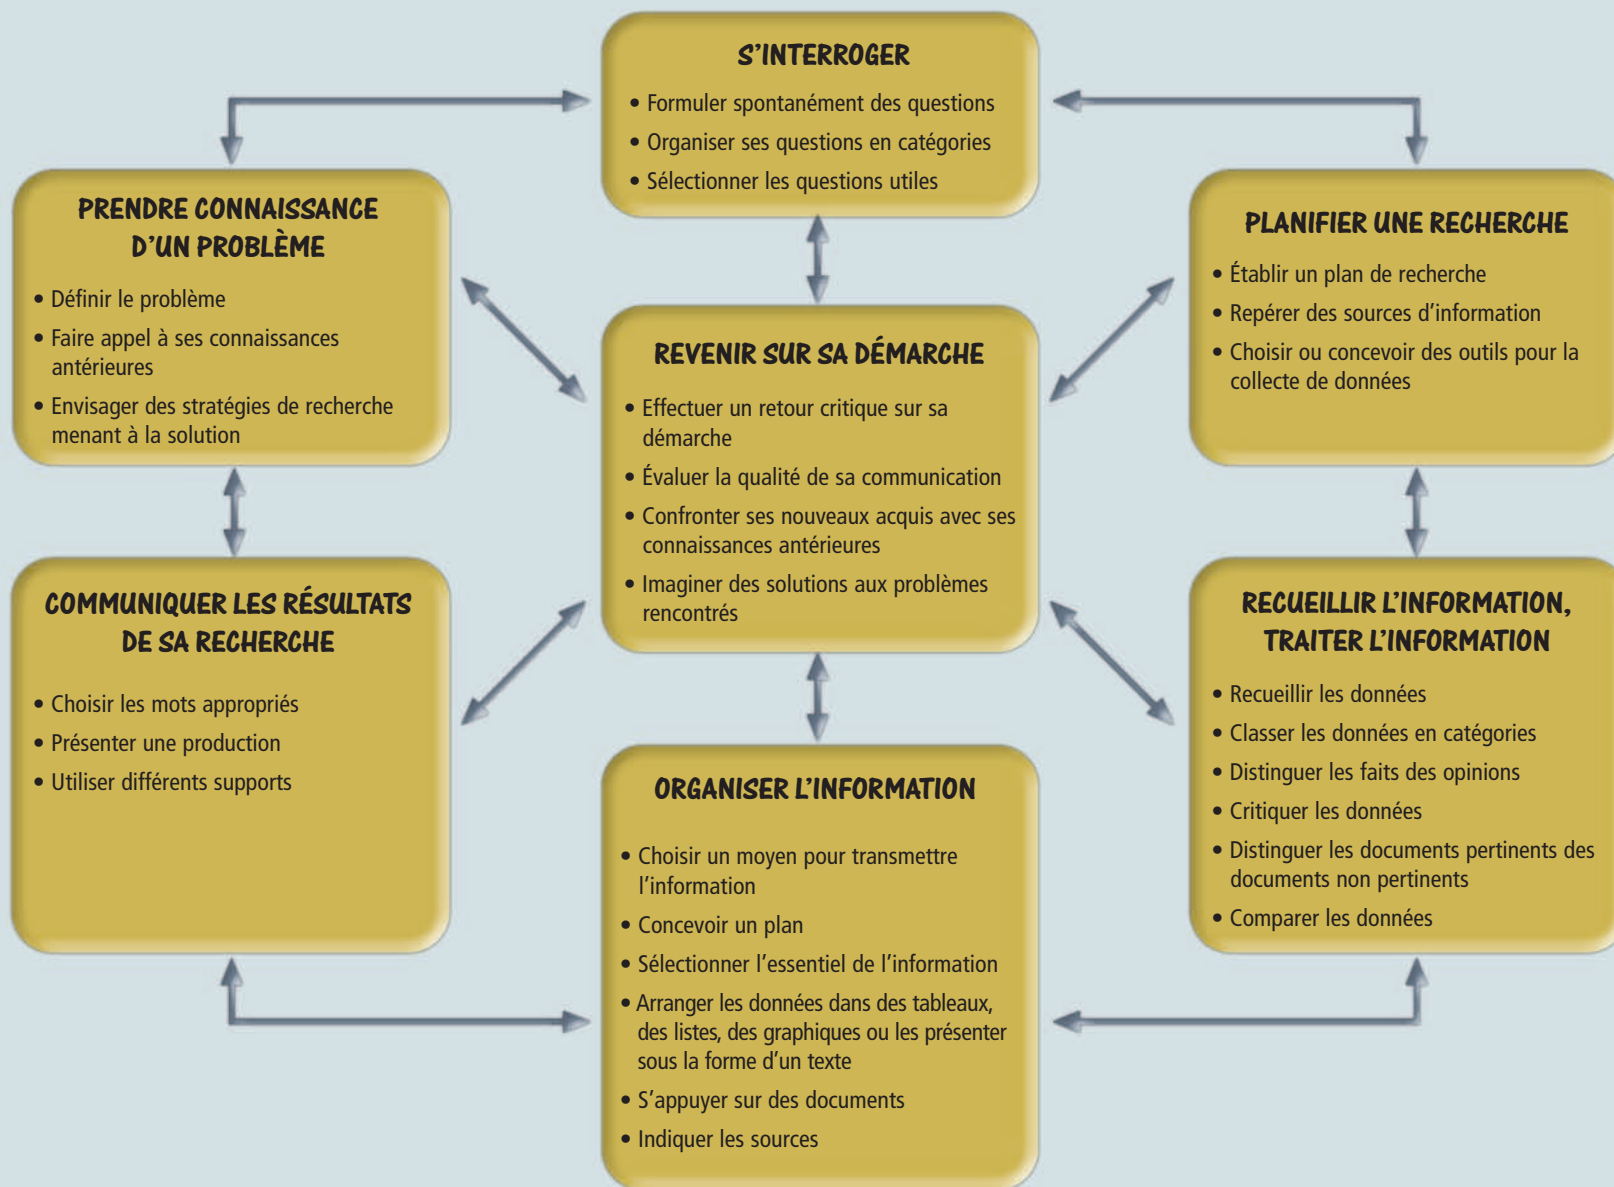 S'INTERROGER
• Formuler spontanément des questions
• Organiser ses questions en catégories
• Sélectionner les questions utiles
PRENDRE CONNAISSANCE
D'UN PROBLÈME
• Définir le problème
• Faire appel à ses connaissances
antérieures
• Envisager des stratégies de recherche
menant à la solution
PLANIFIER UNE RECHERCHE
• Établir un plan de recherche
• Repérer des sources d'information
• Choisir ou concevoir des outils pour la
collecte de données
REVENIR SUR SA DÉMARCHE
• Effectuer un retour critique sur sa
démarche
• Évaluer la qualité de sa communication
• Confronter ses nouveaux acquis avec ses
connaissances antérieures
• Imaginer des solutions aux problèmes
rencontrés
COMMUNIQUER LES RÉSULTATS
DE SA RECHERCHE
• Choisir les mots appropriés
• Présenter une production
• Utiliser différents supports
RECUEILLIR L'INFORMATION,
TRAITER L'INFORMATION
• Recueillir les données
• Classer les données en catégories
• Distinguer les faits des opinions
• Critiquer les données
• Distinguer les documents pertinents des
documents non pertinents
• Comparer les données
ORGANISER L'INFORMATION
• Choisir un moyen pour transmettre
l'information
• Concevoir un plan
• Sélectionner l'essentiel de l'information
• Arranger les données dans des tableaux,
des listes, des graphiques ou les présenter
sous la forme d'un texte
• S'appuyer sur des documents
• Indiquer les sources